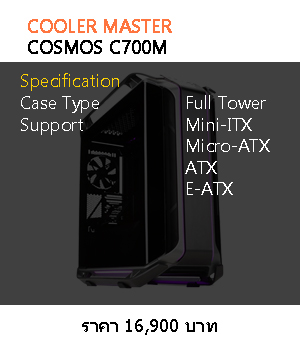 COOLER MASTER
COSMOS C700M
Specification
Case Type Full Tower
Support Mini-ITX
Micro-ATX
ATX
E-ATX
ราคา 16,900 บาท